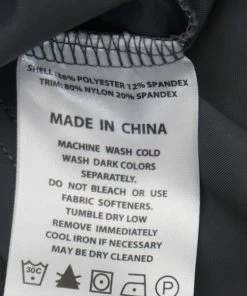 SHELL: 88% POLYESTER 12% SPANDEX
TRIM: 80% NYLON 20% SPANDEX
MADE IN CHINA
MACHINE WASH COLD
WASH DARK COLORS
SEPARATELY.
DO NOT BLEACH OR USE
FABRIC SOFTENERS.
TUMBLE DRY LOW
REMOVE IMMEDIATELY
COOL IRON IF NECESSARY
MAY BE DRY CLEANED
30C P